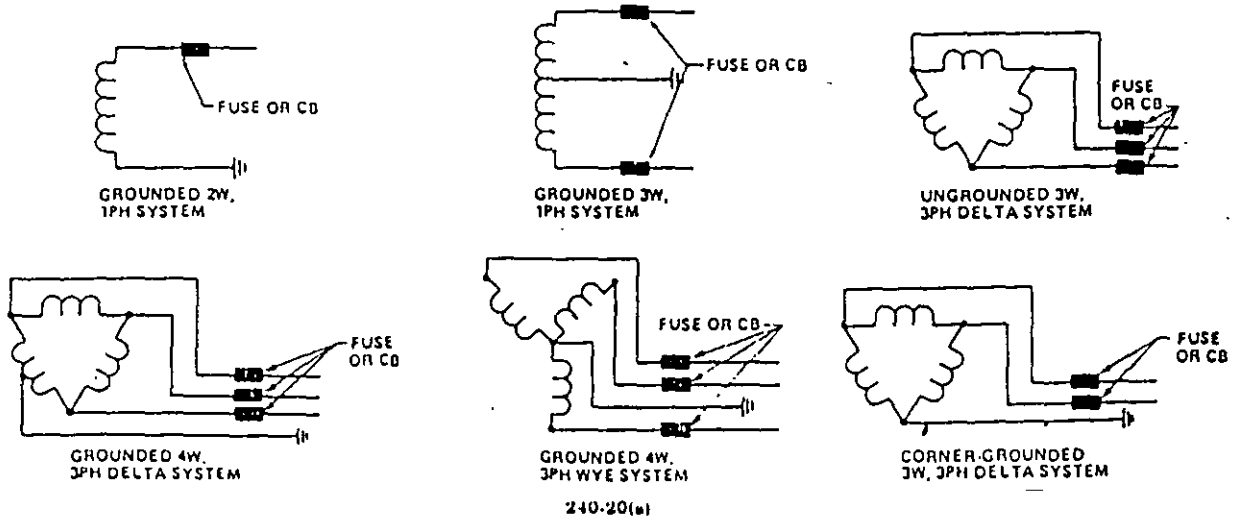 FUSE OR CB
GROUNDED 2W,
1PH SYSTEM
FUSE OR CB
GROUNDED 3W,
1PH SYSTEM
FUSE
OR CB
UNGROUNDED 3W,
3PH DELTA SYSTEM
FUSE
OR CB
GROUNDED 4W,
3PH DELTA SYSTEM
FUSE OR CB
GROUNDED 4W,
3PH WYE SYSTEM
FUSE
OR CB
CORNER-GROUNDED
3W, 3PH DELTA SYSTEM
240-20(a)